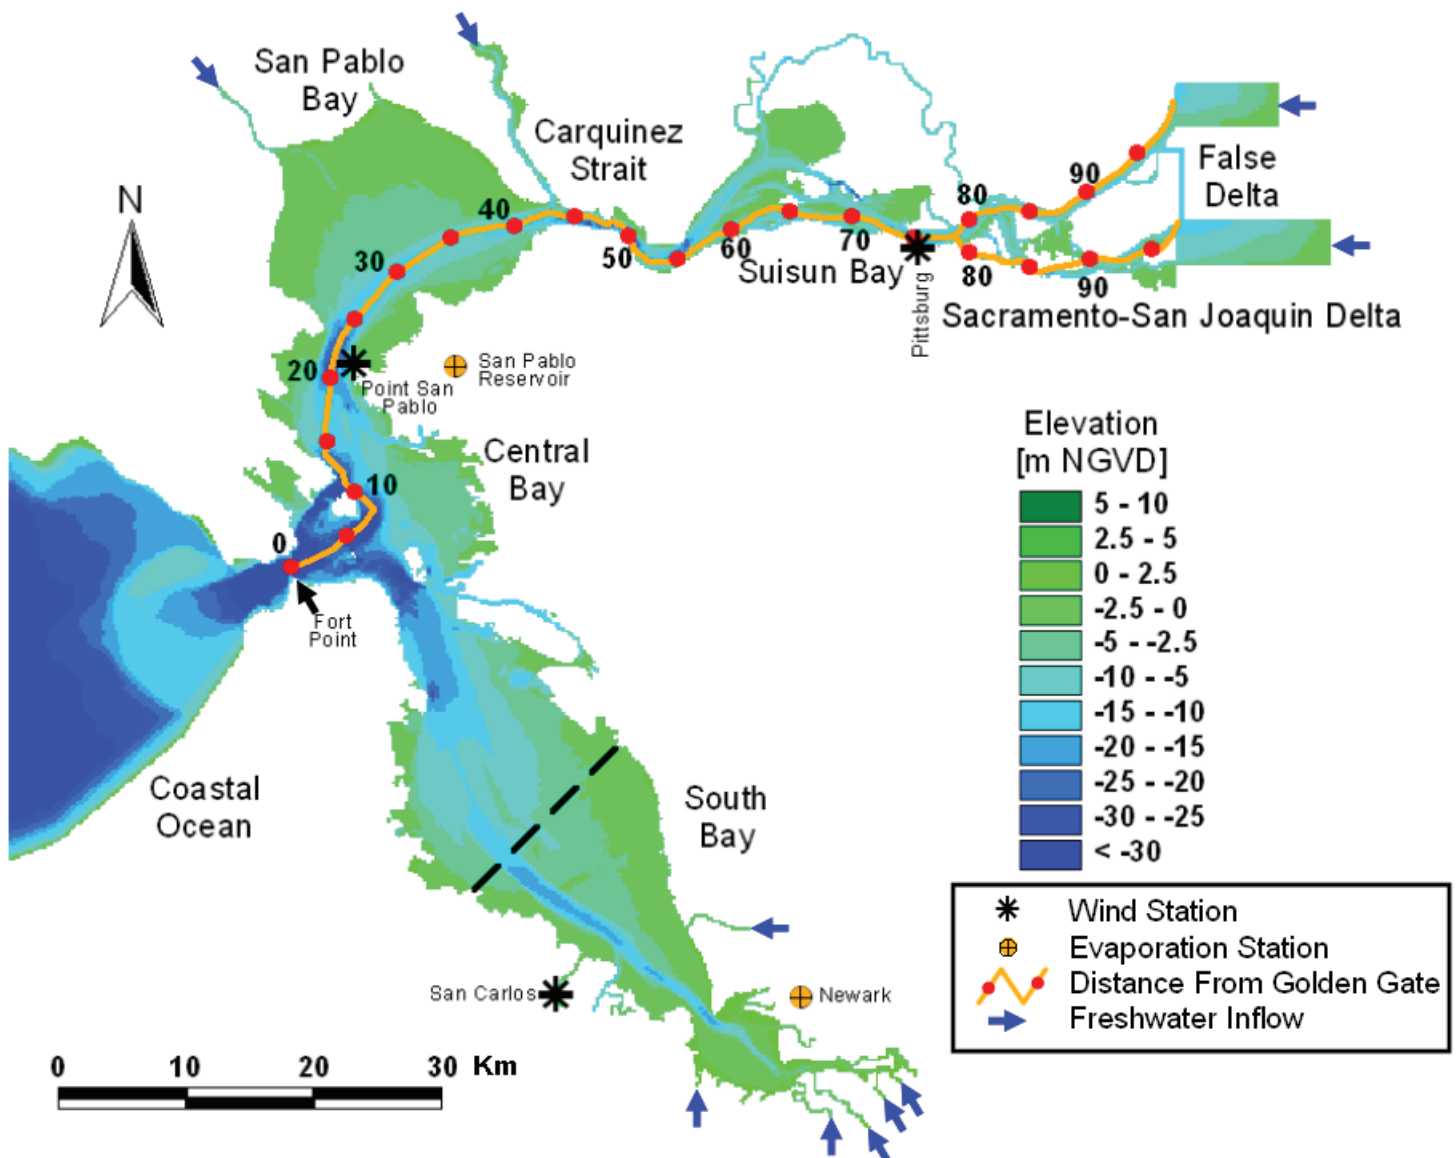 San Pablo
Bay
Carquinez
Strait
False
Delta
N
40
30
50
60
70
80
90
80
90
Suisun Bay
Pittsburg
Sacramento-San Joaquin Delta
20
Point San
Pablo
San Pablo
Reservoir
Central
Bay
10
0
Fort
Point
Coastal
Ocean
South
Bay
San Carlos
Newark
0 10 20 30 Km
Elevation
[m NGVD]
5 - 10
2.5 - 5
0 - 2.5
-2.5 - 0
-5 - -2.5
-10 - -5
-15 - -10
-20 - -15
-25 - -20
-30 - -25
< -30
Wind Station
Evaporation Station
Distance From Golden Gate
Freshwater Inflow